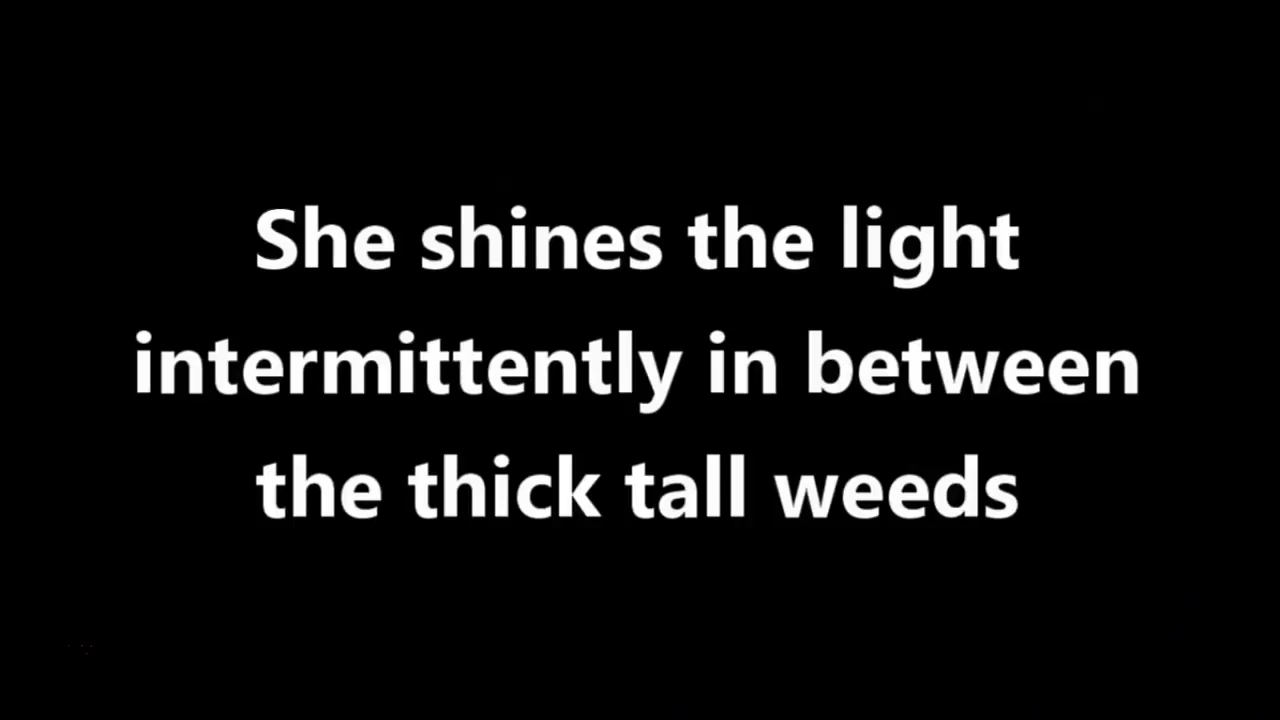 She shines the light
intermittently in between
the thick tall weeds